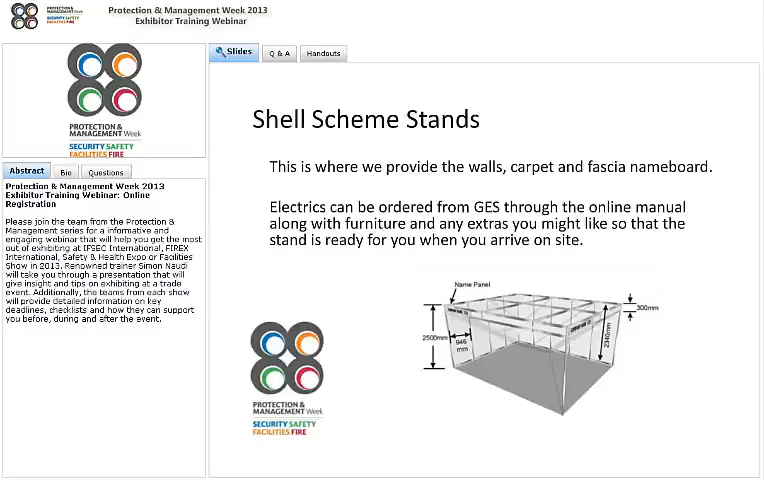 Protection & Management Week 2013
Exhibitor Training Webinar
PROTECTION &
MANAGEMENT Week
SECURITY SAFETY
FACILITIES FIRE
Slides
Q & A
Handouts
PROTECTION &
MANAGEMENT Week
SECURITY SAFETY
FACILITIES FIRE
Abstract
Bio
Questions
Protection & Management Week 2013
Exhibitor Training Webinar: Online
Registration
Please join the team from the Protection &
Management series for a informative and
engaging webinar that will help you get the most
out of exhibiting at IFSEC International, FIREX
International, Safety & Health Expo or Facilities
Show in 2013. Renowned trainer Simon Naudi
will take you through a presentation that will
give insight and tips on exhibiting at a trade
event. Additionally, the teams from each show
will provide detailed information on key
deadlines, checklists and how they can support
you before, during and after the event.
Shell Scheme Stands
This is where we provide the walls, carpet and fascia nameboard.
Electrics can be ordered from GES through the online manual
along with furniture and any extras you might like so that the
stand is ready for you when you arrive on site.
Name Panel
300mm
2500mm
946
mm
2340mm
PROTECTION &
MANAGEMENT Week
SECURITY SAFETY
FACILITIES FIRE